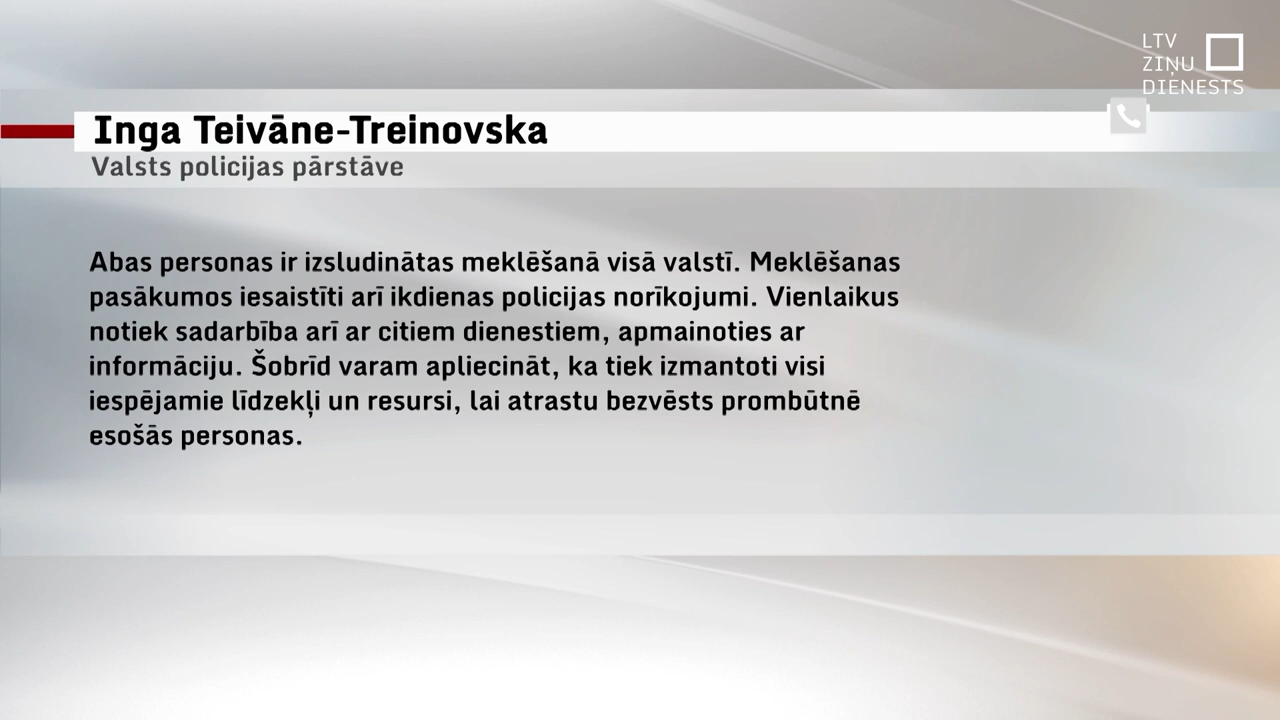 LTV
ZIŅU
DIENESTS
Inga Teivāne-Treinovska
Valsts policijas pārstāve
Abas personas ir izsludinātas meklēšanā visā valstī. Meklēšanas
pasākumos iesaistīti arī ikdienas policijas norīkojumi. Vienlaikus
notiek sadarbība arī ar citiem dienestiem, apmainoties ar
informāciju. Šobrīd varam apliecināt, ka tiek izmantoti visi
iespējamie līdzekļi un resursi, lai atrastu bezvēsts prombūtnē
esošās personas.